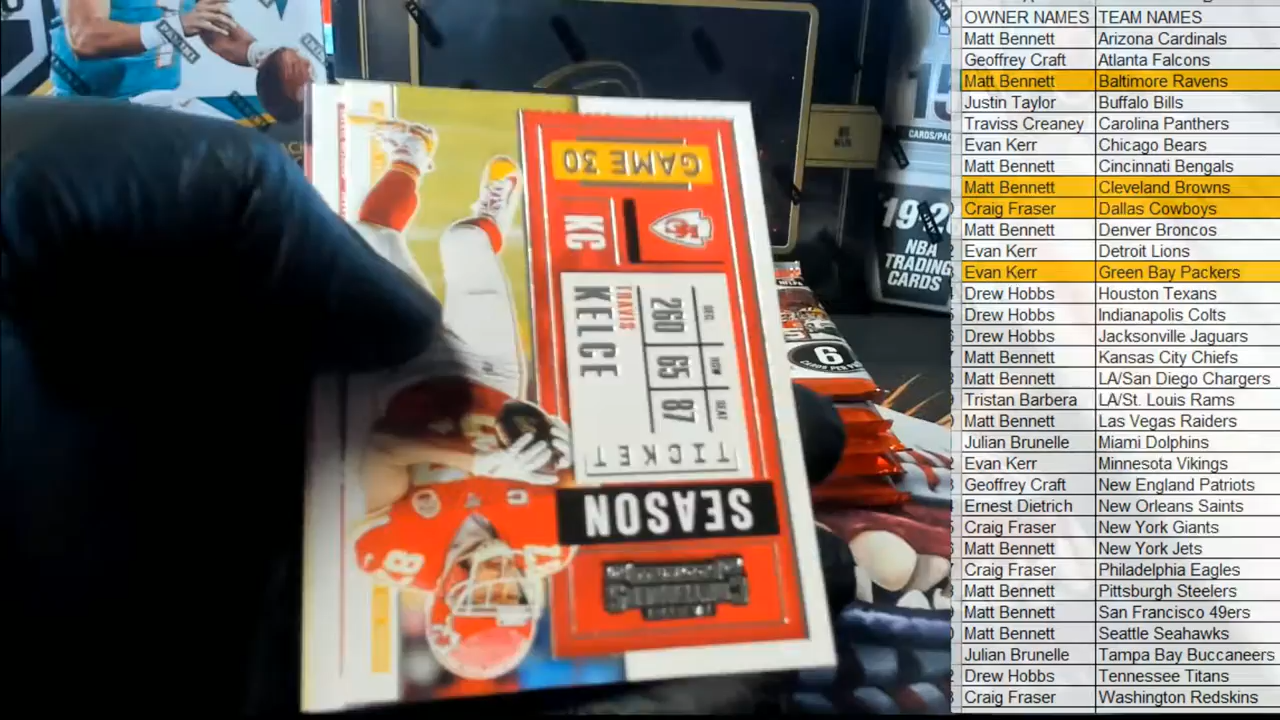 GAME 30
KC
TRAVIS
KELCE
SEC. ROW SEAT
260 65 87
TICKET
SEASON
87
6
CARDS/PAC
NBA
TRADING
CARDS
OWNER NAMES TEAM NAMES
Matt Bennett Arizona Cardinals
Geoffrey Craft Atlanta Falcons
Matt Bennett Baltimore Ravens
Justin Taylor Buffalo Bills
Traviss Creaney Carolina Panthers
Evan Kerr Chicago Bears
Matt Bennett Cincinnati Bengals
Matt Bennett Cleveland Browns
Craig Fraser Dallas Cowboys
Matt Bennett Denver Broncos
Evan Kerr Detroit Lions
Evan Kerr Green Bay Packers
Drew Hobbs Houston Texans
Drew Hobbs Indianapolis Colts
Drew Hobbs Jacksonville Jaguars
Matt Bennett Kansas City Chiefs
Matt Bennett LA/San Diego Chargers
Tristan Barbera LA/St. Louis Rams
Matt Bennett Las Vegas Raiders
Julian Brunelle Miami Dolphins
Evan Kerr Minnesota Vikings
Geoffrey Craft New England Patriots
Ernest Dietrich New Orleans Saints
Craig Fraser New York Giants
Matt Bennett New York Jets
Craig Fraser Philadelphia Eagles
Matt Bennett Pittsburgh Steelers
Matt Bennett San Francisco 49ers
Matt Bennett Seattle Seahawks
Julian Brunelle Tampa Bay Buccaneers
Drew Hobbs Tennessee Titans
Craig Fraser Washington Redskins